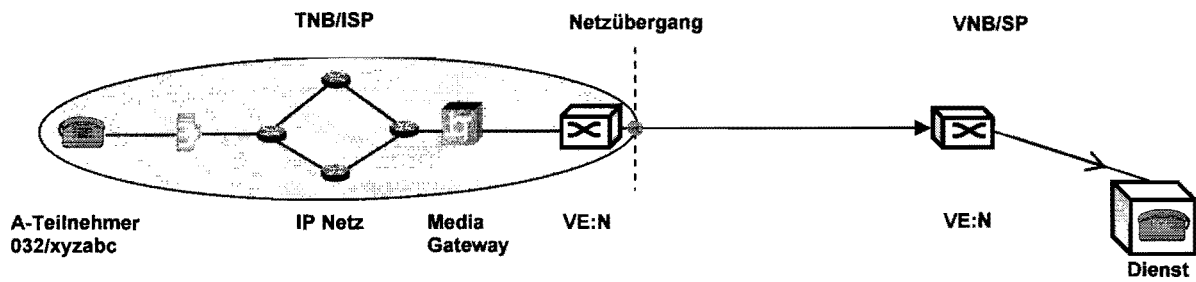 TNB/ISP
Netzübergang
VNB/SP
A-Teilnehmer
032/xyzabc
IP Netz
Media
Gateway
VE:N
VE:N
Dienst